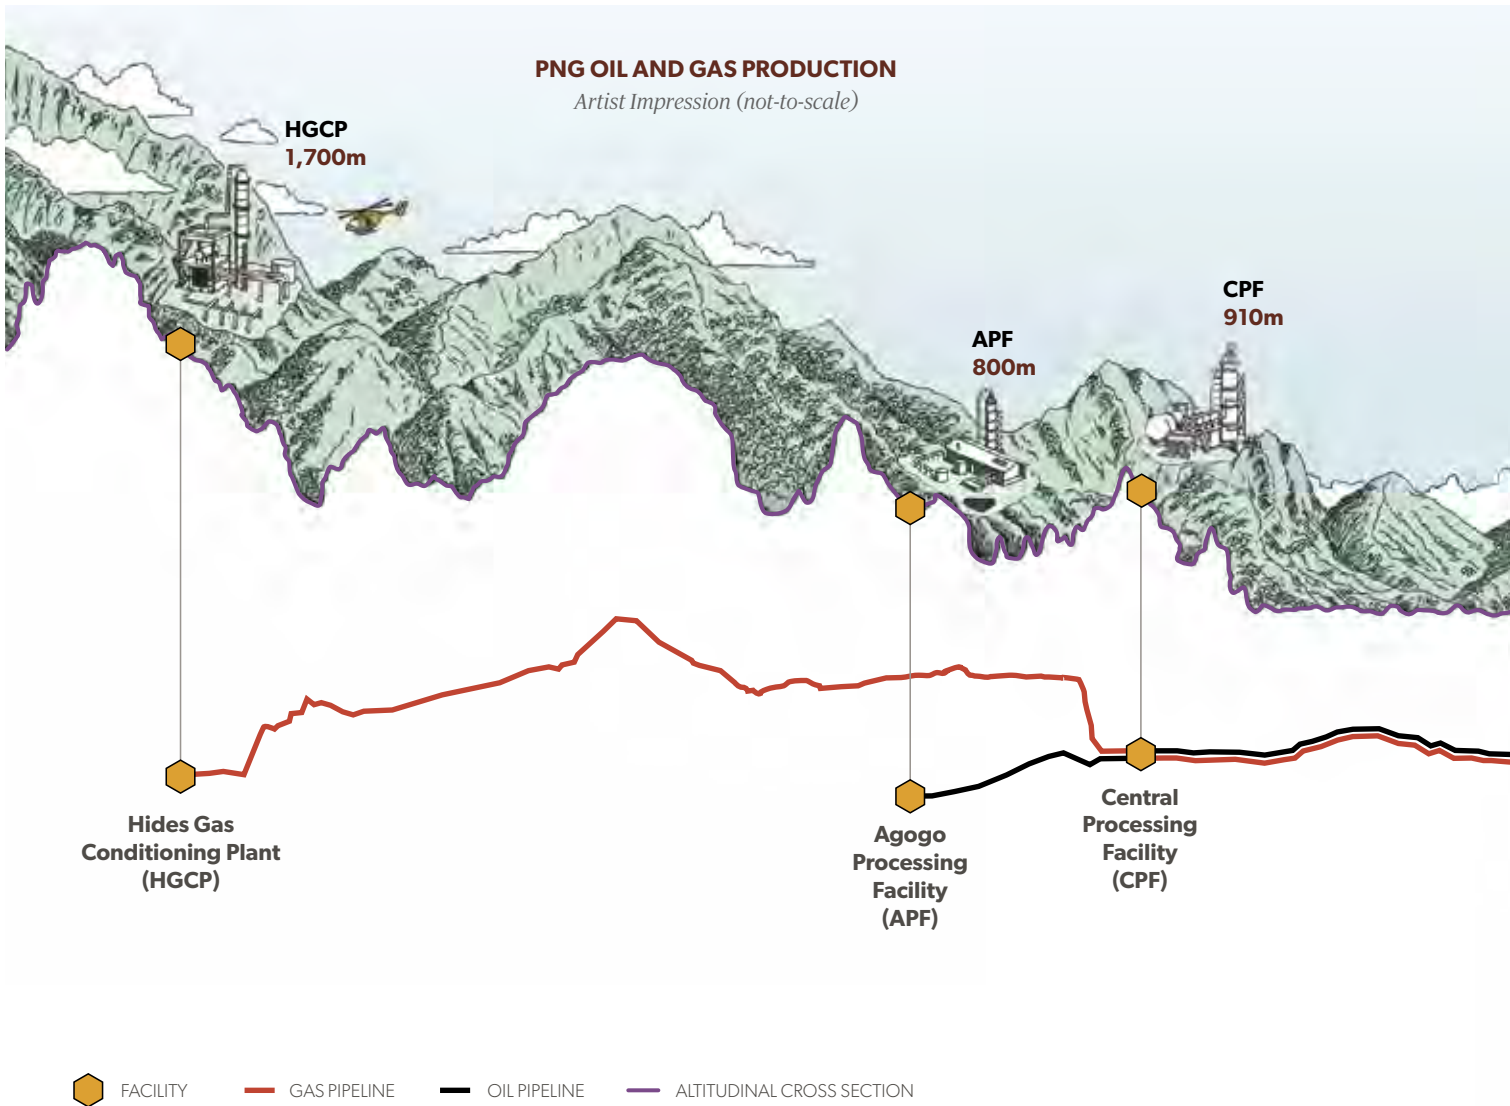 PNG OIL AND GAS PRODUCTION
Artist Impression (not-to-scale)
HGCP
1,700m
CPF
910m
APF
800m
Hides Gas
Conditioning Plant
(HGCP)
Agogo
Processing
Facility
(APF)
Central
Processing
Facility
(CPF)
FACILITY
GAS PIPELINE
OIL PIPELINE
ALTITUDINAL CROSS SECTION